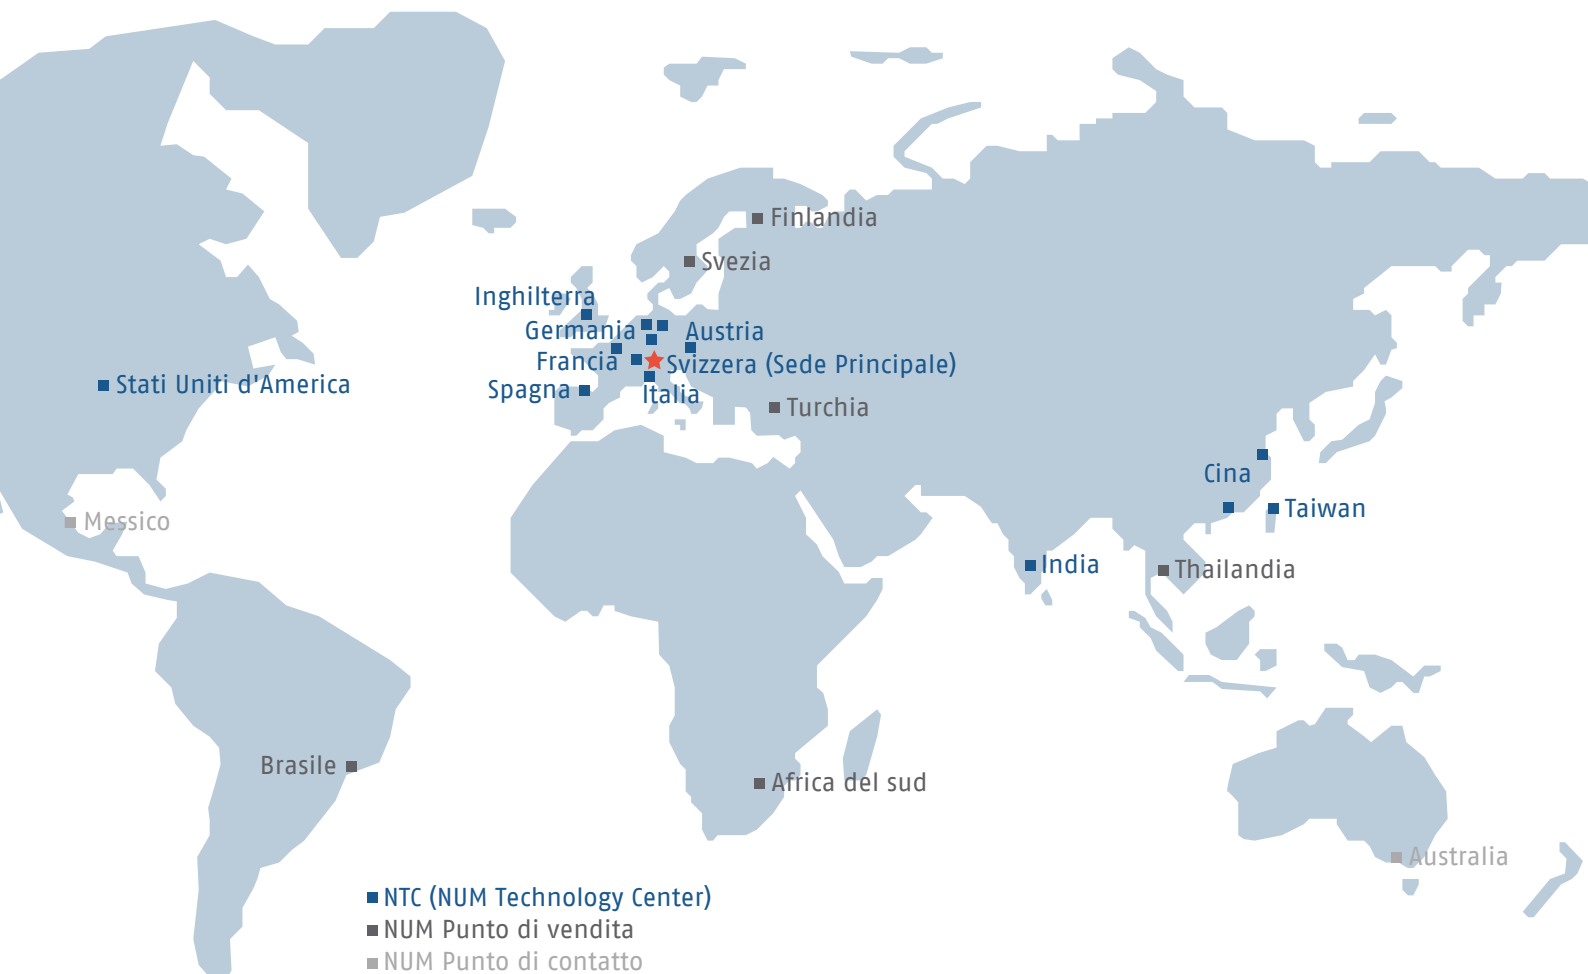 Finlandia
Svezia
Inghilterra
Germania
Austria
Francia
Svizzera (Sede Principale)
Stati Uniti d'America
Spagna
Italia
Turchia
Cina
Taiwan
Messico
India
Thailandia
Brasile
Africa del sud
Australia
NTC (NUM Technology Center)
NUM Punto di vendita
NUM Punto di contatto